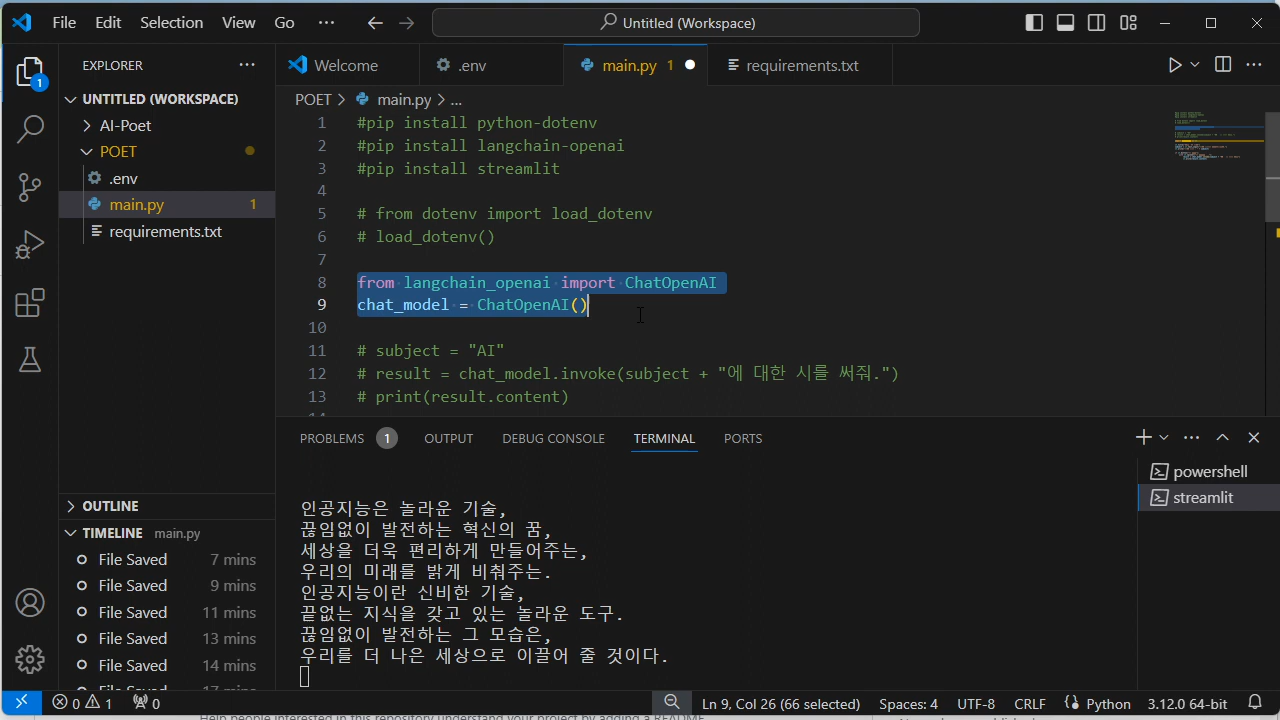 File Edit Selection View Go ··· Untitled (Workspace)
EXPLORER ···
Welcome .env main.py 1 requirements.txt
UNTITLED (WORKSPACE)
AI-Poet
POET
.env
main.py 1
requirements.txt
POET > main.py > ...
1 #pip install python-dotenv
2 #pip install langchain-openai
3 #pip install streamlit
4
5 # from dotenv import load_dotenv
6 # load_dotenv()
7
8 from langchain_openai import ChatOpenAI
9 chat_model = ChatOpenAI()
10
11 # subject = "AI"
12 # result = chat_model.invoke(subject + "에 대한 시를 써줘.")
13 # print(result.content)
14
PROBLEMS 1 OUTPUT DEBUG CONSOLE TERMINAL PORTS
powershell
streamlit
인공지능은 놀라운 기술,
끊임없이 발전하는 혁신의 꿈,
세상을 더욱 편리하게 만들어주는,
우리의 미래를 밝게 비춰주는.
인공지능이란 신비한 기술,
끝없는 지식을 갖고 있는 놀라운 도구.
끊임없이 발전하는 그 모습은,
우리를 더 나은 세상으로 이끌어 줄 것이다.
OUTLINE
TIMELINE main.py
File Saved 7 mins
File Saved 9 mins
File Saved 11 mins
File Saved 13 mins
File Saved 14 mins
File Saved 17 mins
0 1 0 Ln 9, Col 26 (66 selected) Spaces: 4 UTF-8 CRLF Python 3.12.0 64-bit
Help people interested in this repository understand your project by adding a README.